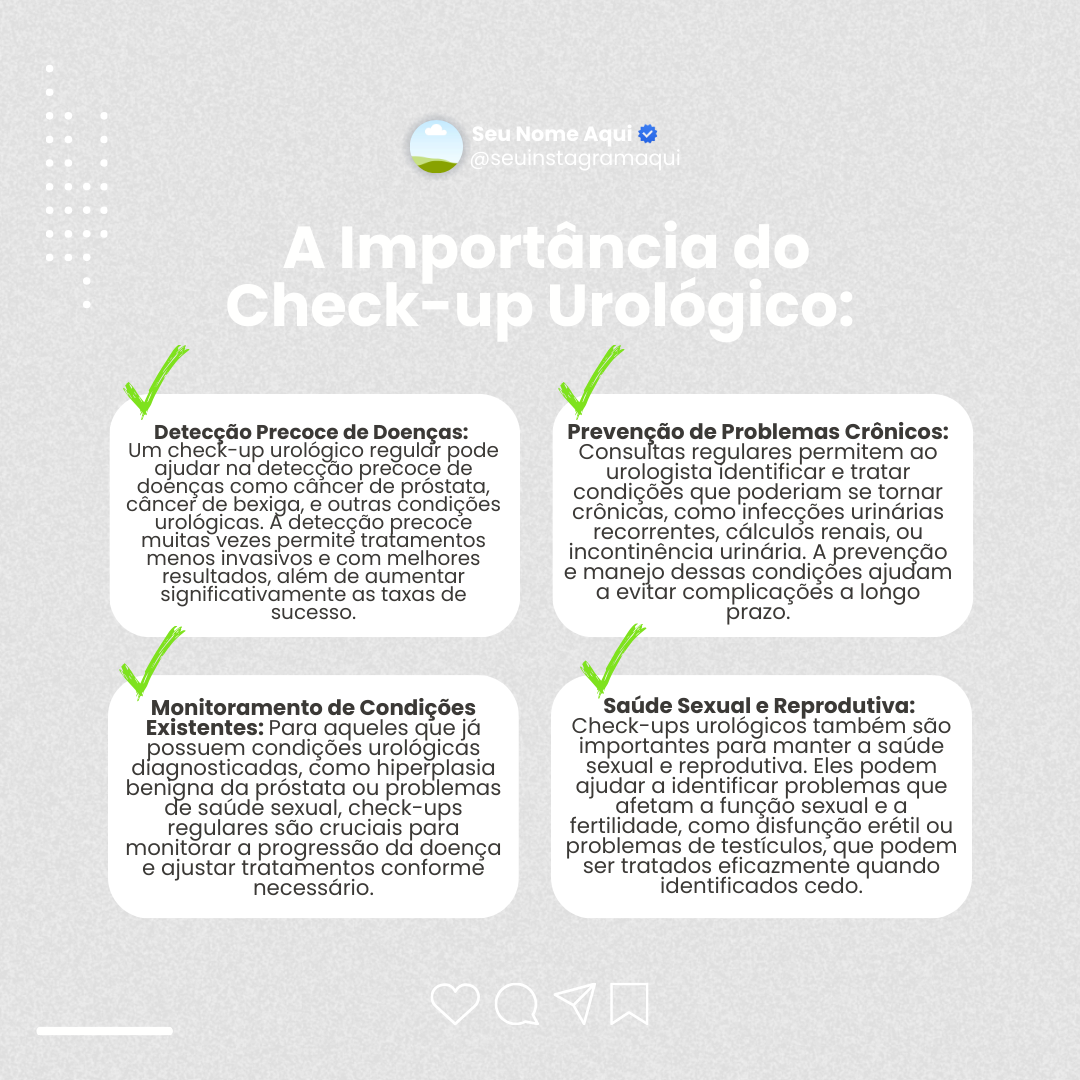 Seu Nome Aqui
@seuinstagramaqui
A Importância do
Check-up Urológico:
Detecção Precoce de Doenças:
Um check-up urológico regular pode
ajudar na detecção precoce de
doenças como câncer de próstata,
câncer de bexiga, e outras condições
urológicas. A detecção precoce
muitas vezes permite tratamentos
menos invasivos e com melhores
resultados, além de aumentar
significativamente as taxas de
sucesso.
Prevenção de Problemas Crônicos:
Consultas regulares permitem ao
urologista identificar e tratar
condições que poderiam se tornar
crônicas, como infecções urinárias
recorrentes, cálculos renais, ou
incontinência urinária. A prevenção
e manejo dessas condições ajudam
a evitar complicações a longo
prazo.
Monitoramento de Condições
Existentes: Para aqueles que já
possuem condições urológicas
diagnosticadas, como hiperplasia
benigna da próstata ou problemas
de saúde sexual, check-ups
regulares são cruciais para
monitorar a progressão da doença
e ajustar tratamentos conforme
necessário.
Saúde Sexual e Reprodutiva:
Check-ups urológicos também são
importantes para manter a saúde
sexual e reprodutiva. Eles podem
ajudar a identificar problemas que
afetam a função sexual e a
fertilidade, como disfunção erétil ou
problemas de testículos, que podem
ser tratados eficazmente quando
identificados cedo.